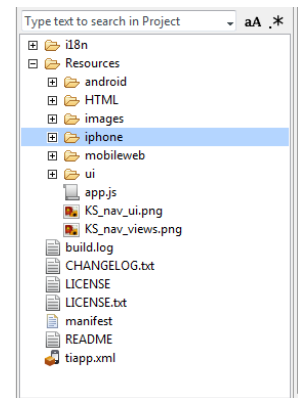 Type text to search in Project aA .*
i18n
Resources
android
HTML
images
iphone
mobileweb
ui
app.js
KS_nav_ui.png
KS_nav_views.png
build.log
CHANGELOG.txt
LICENSE
LICENSE.txt
manifest
README
tiapp.xml